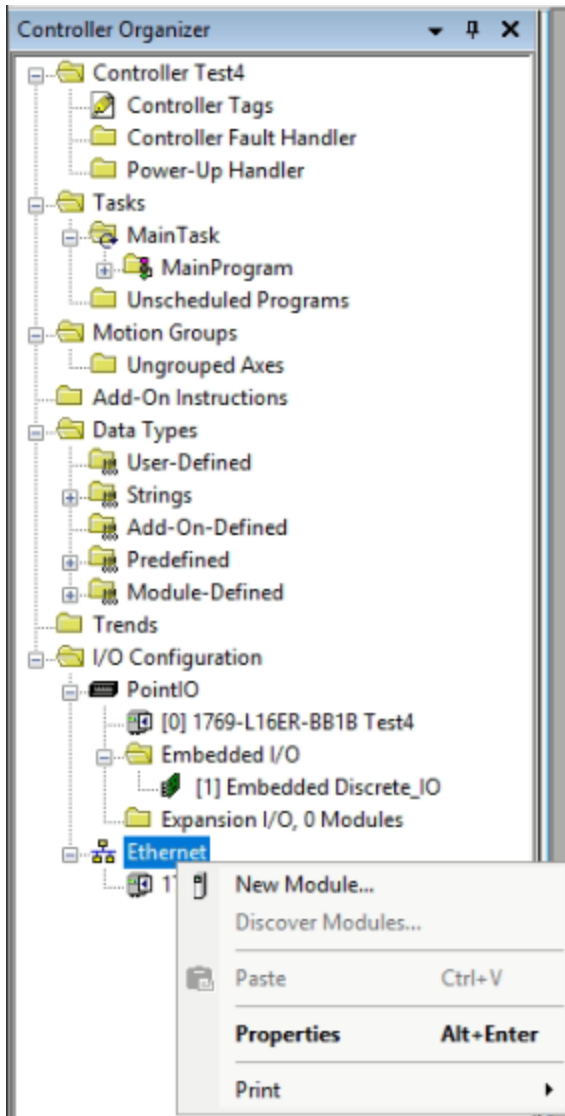 Controller Organizer
Controller Test4
Controller Tags
Controller Fault Handler
Power-Up Handler
Tasks
MainTask
MainProgram
Unscheduled Programs
Motion Groups
Ungrouped Axes
Add-On Instructions
Data Types
User-Defined
Strings
Add-On-Defined
Predefined
Module-Defined
Trends
I/O Configuration
PointIO
[0] 1769-L16ER-BB1B Test4
Embedded I/O
[1] Embedded Discrete_IO
Expansion I/O, 0 Modules
Ethernet
New Module...
Discover Modules...
Paste Ctrl+V
Properties Alt+Enter
Print